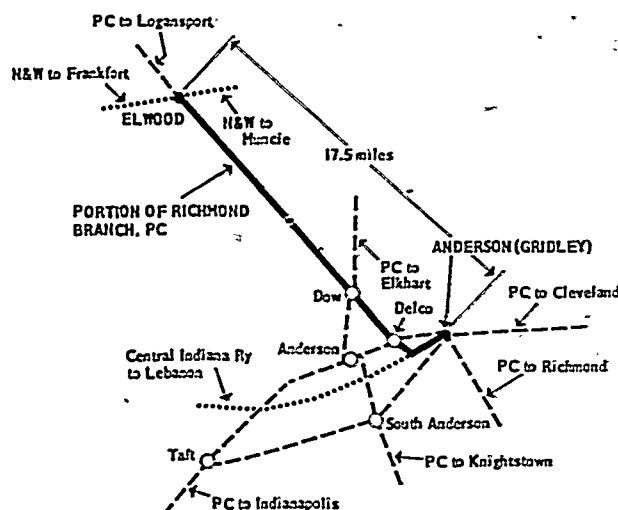 PC to Logansport
N&W to Frankfort
ELWOOD
N&W to
Muncie
17.5 miles
PORTION OF RICHMOND
BRANCH, PC
PC to
Elkhart
ANDERSON (GRIDLEY)
Dow
Delco
PC to Cleveland
Central Indiana Ry
to Lebanon
Anderson
PC to Richmond
South Anderson
Taft
PC to Knightstown
PC to Indianapolis